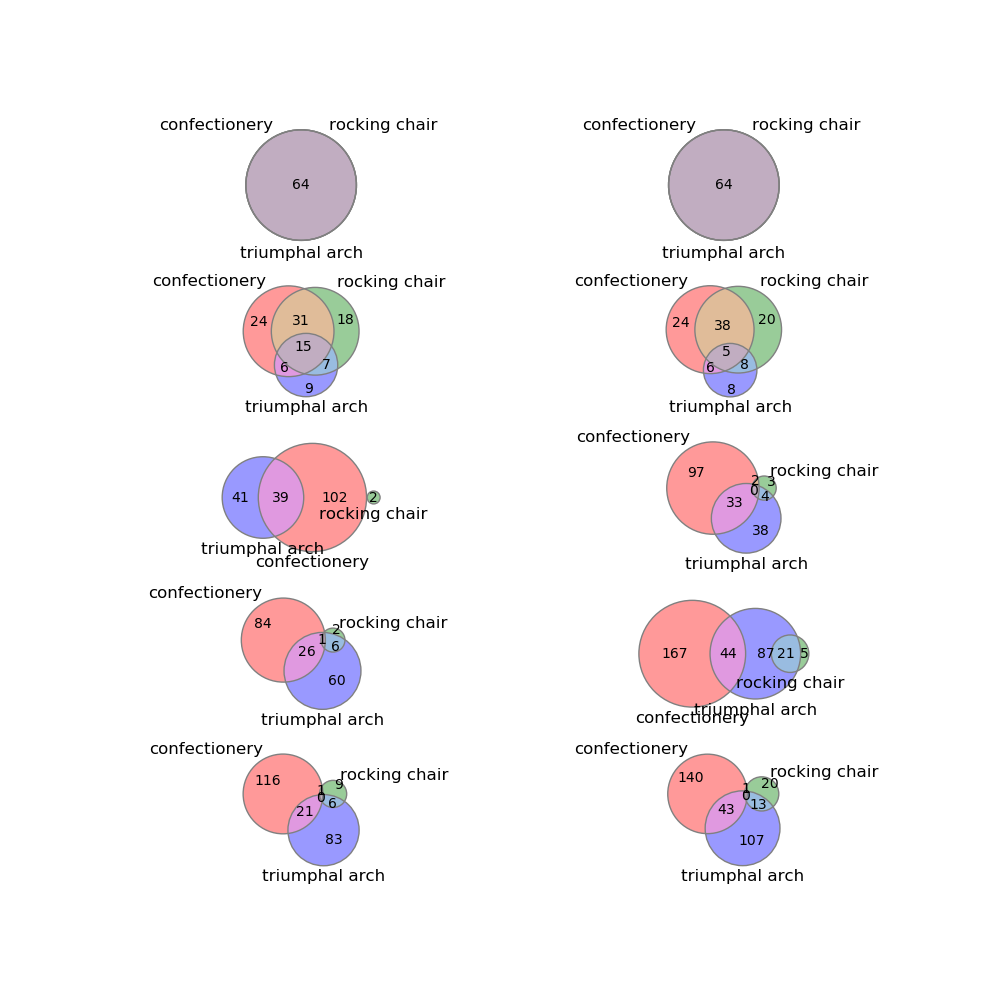 confectionery rocking chair confectionery rocking chair
64 64
triumphal arch triumphal arch
confectionery rocking chair confectionery rocking chair
24 31 18 24 38 20
15 5
6 7 6 8
9 8
triumphal arch triumphal arch
confectionery
97 2 3 rocking chair
41 39 102 2 0 4
rocking chair 33
38
triumphal arch
confectionery triumphal arch
confectionery
84 2 rocking chair
1 6
26 167 44 87 21 5
60 rocking chair
triumphal arch triumphal arch
confectionery
confectionery rocking chair confectionery rocking chair
116 1 9 140 1 20
0 6 0 13
21 43
83 107
triumphal arch triumphal arch